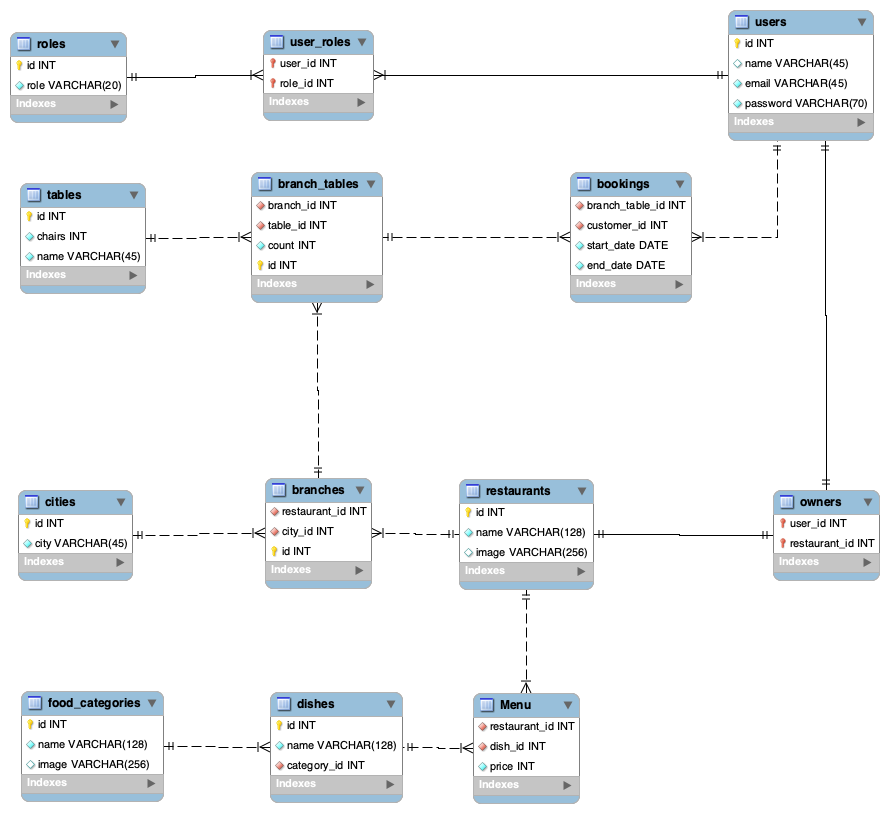 roles
id INT
role VARCHAR(20)
Indexes
user_roles
user_id INT
role_id INT
Indexes
users
id INT
name VARCHAR(45)
email VARCHAR(45)
password VARCHAR(70)
Indexes
tables
id INT
chairs INT
name VARCHAR(45)
Indexes
branch_tables
branch_id INT
table_id INT
count INT
id INT
Indexes
bookings
branch_table_id INT
customer_id INT
start_date DATE
end_date DATE
Indexes
cities
id INT
city VARCHAR(45)
Indexes
branches
restaurant_id INT
city_id INT
id INT
Indexes
restaurants
id INT
name VARCHAR(128)
image VARCHAR(256)
Indexes
owners
user_id INT
restaurant_id INT
Indexes
food_categories
id INT
name VARCHAR(128)
image VARCHAR(256)
Indexes
dishes
id INT
name VARCHAR(128)
category_id INT
Indexes
Menu
restaurant_id INT
dish_id INT
price INT
Indexes